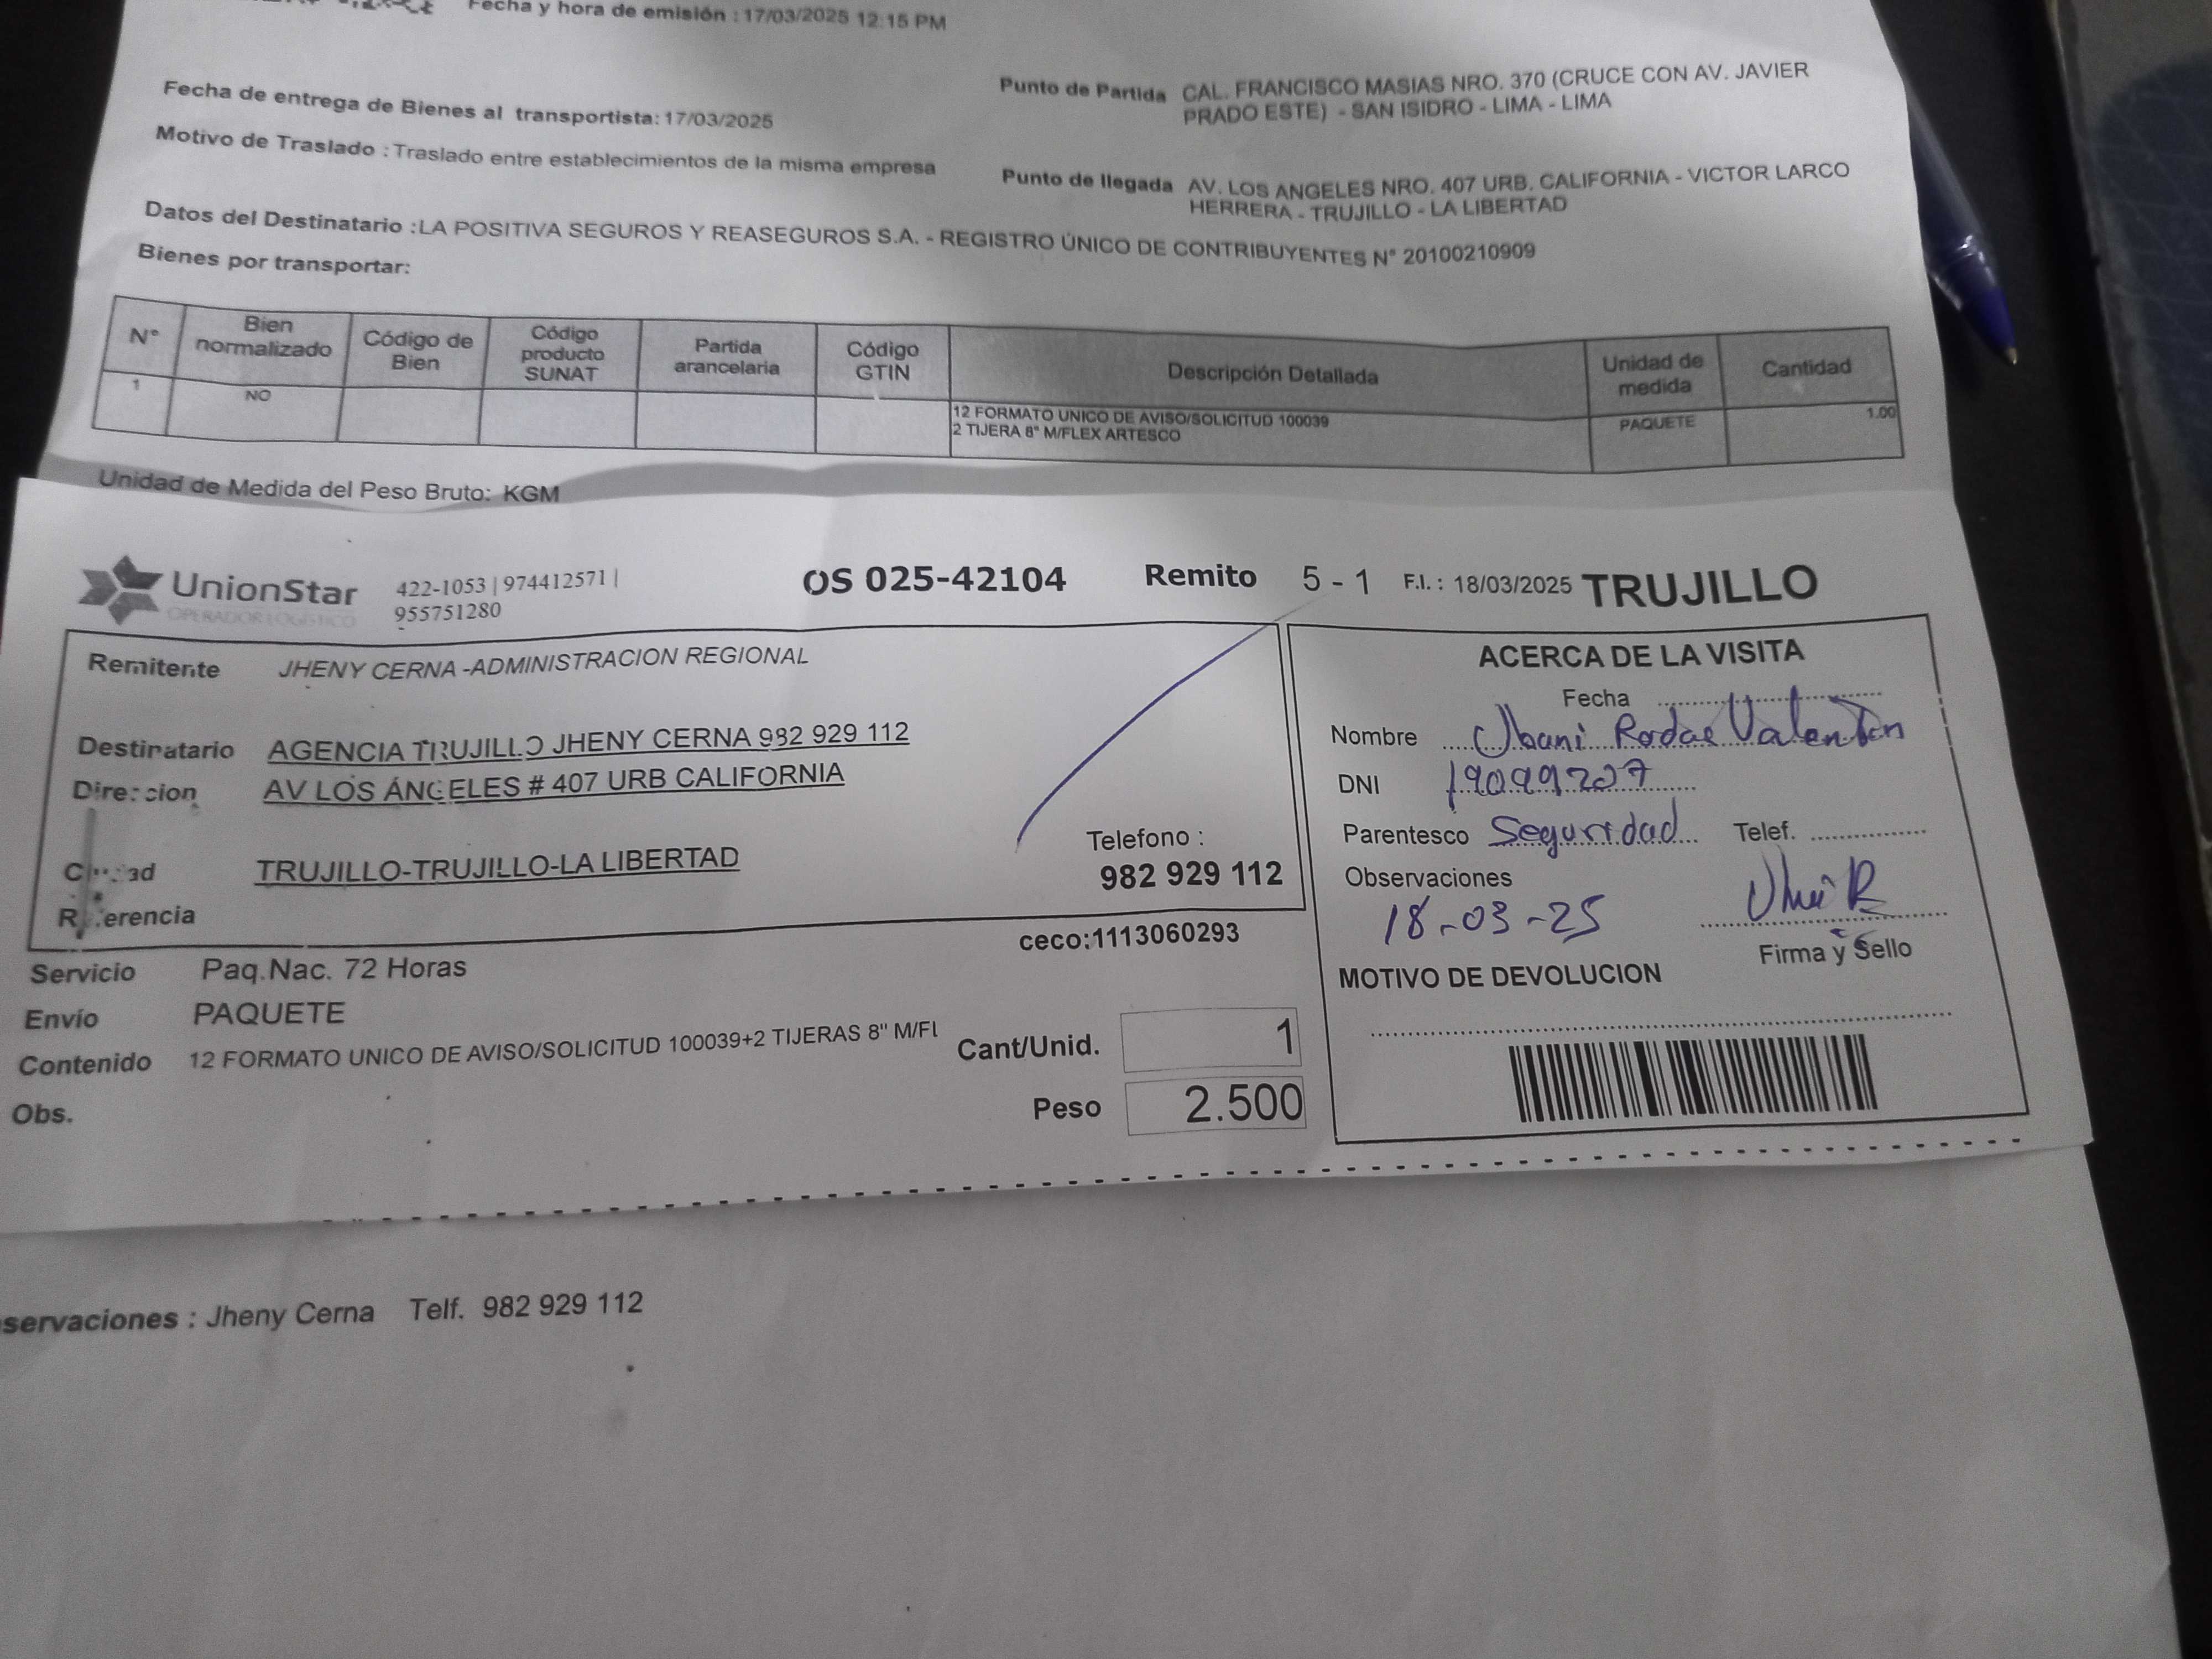 Fecha y hora de emisión : 17/03/2025 12:15 PM
Fecha de entrega de Bienes al transportista: 17/03/2025
Motivo de Traslado : Traslado entre establecimientos de la misma empresa
Punto de Partida CAL. FRANCISCO MASIAS NRO. 370 (CRUCE CON AV. JAVIER
PRADO ESTE) - SAN ISIDRO - LIMA - LIMA
Punto de llegada AV. LOS ANGELES NRO. 407 URB. CALIFORNIA - VICTOR LARCO
HERRERA - TRUJILLO - LA LIBERTAD
Datos del Destinatario : LA POSITIVA SEGUROS Y REASEGUROS S.A. - REGISTRO ÚNICO DE CONTRIBUYENTES N° 20100210909
Bienes por transportar:
N° Bien normalizado Código de Bien Código producto SUNAT Partida arancelaria Código GTIN Descripción Detallada Unidad de medida Cantidad
1 NO 12 FORMATO UNICO DE AVISO/SOLICITUD 100039 PAQUETE 1.00
2 TIJERA 8" M/FLEX ARTESCO
Unidad de Medida del Peso Bruto: KGM
UnionStar 422-1053 | 974412571 |
OPERADOR LOGISTICO 955751280
OS 025-42104 Remito 5 - 1 F.I. : 18/03/2025 TRUJILLO
Remitente JHENY CERNA -ADMINISTRACION REGIONAL
Destinatario AGENCIA TRUJILLO JHENY CERNA 982 929 112
Direccion AV LOS ÁNGELES # 407 URB CALIFORNIA
Telefono :
982 929 112
Ciudad TRUJILLO-TRUJILLO-LA LIBERTAD
Referencia
ceco:1113060293
Servicio Paq.Nac. 72 Horas
Envío PAQUETE
Contenido 12 FORMATO UNICO DE AVISO/SOLICITUD 100039+2 TIJERAS 8" M/FL
Cant/Unid. 1
Obs.
Peso 2.500
ACERCA DE LA VISITA
Fecha
Nombre Rodas Valentin
DNI 19099207
Parentesco Seguridad Telef.
Observaciones
18-03-25
Firma y Sello
MOTIVO DE DEVOLUCION
servaciones : Jheny Cerna Telf. 982 929 112